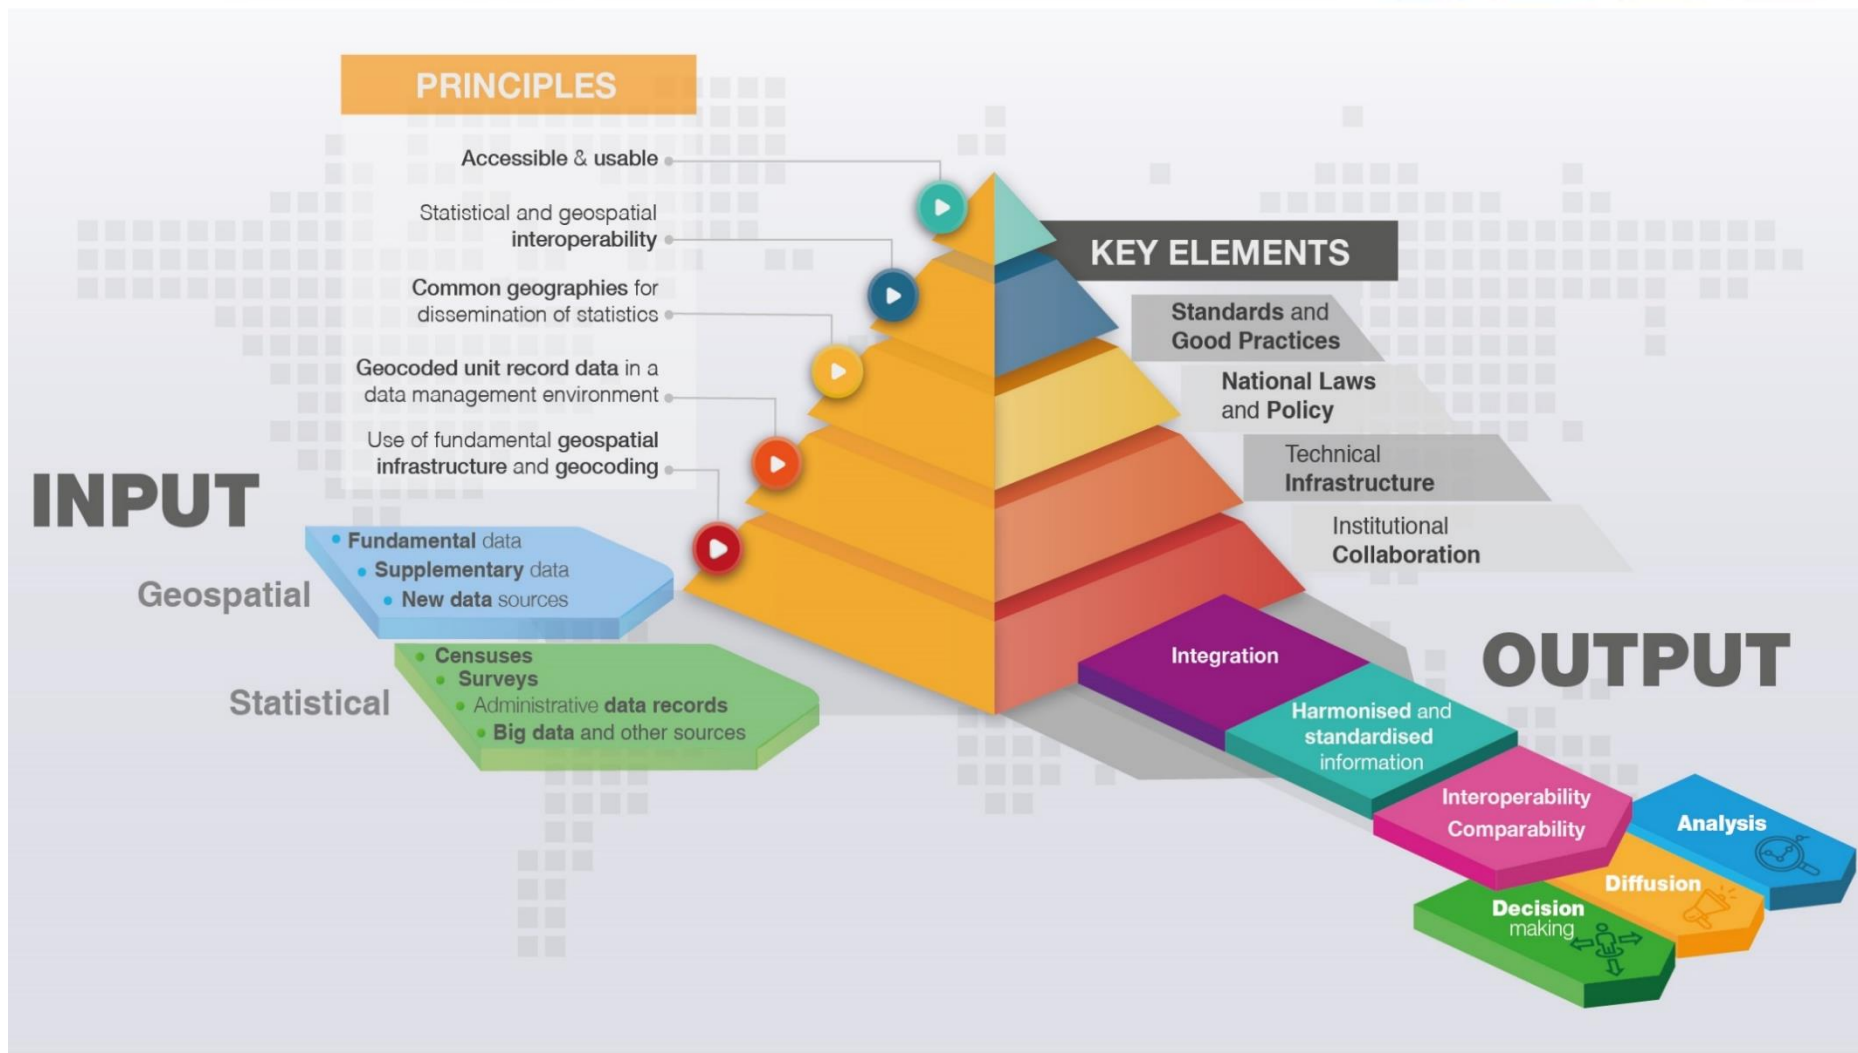 PRINCIPLES
Accessible & usable
Statistical and geospatial
interoperability
Common geographies for
dissemination of statistics
Geocoded unit record data in a
data management environment
Use of fundamental geospatial
infrastructure and geocoding
KEY ELEMENTS
Standards and
Good Practices
National Laws
and Policy
Technical
Infrastructure
Institutional
Collaboration
INPUT
Geospatial
Fundamental data
Supplementary data
New data sources
Statistical
Censuses
Surveys
Administrative data records
Big data and other sources
OUTPUT
Integration
Harmonised and
standardised
information
Interoperability
Comparability
Analysis
Diffusion
Decision
making